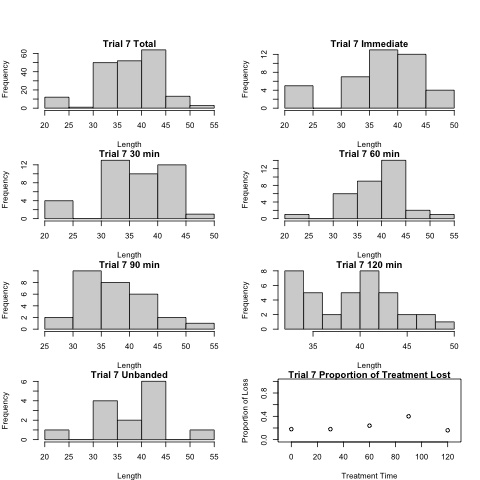 Trial 7 Total
Frequency
0 20 40 60
20 25 30 35 40 45 50 55
Length
Trial 7 Immediate
Frequency
0 4 8 12
20 25 30 35 40 45 50
Length
Trial 7 30 min
Frequency
0 4 8 12
20 25 30 35 40 45 50
Length
Trial 7 60 min
Frequency
0 4 8 12
20 25 30 35 40 45 50 55
Length
Trial 7 90 min
Frequency
0 2 4 6 8
25 30 35 40 45 50 55
Length
Trial 7 120 min
Frequency
0 2 4 6 8
35 40 45 50
Length
Trial 7 Unbanded
Frequency
0 2 4 6
20 25 30 35 40 45 50 55
Length
Trial 7 Proportion of Treatment Lost
Proportion of Loss
0.0 0.4 0.8
0 20 40 60 80 100 120
Treatment Time